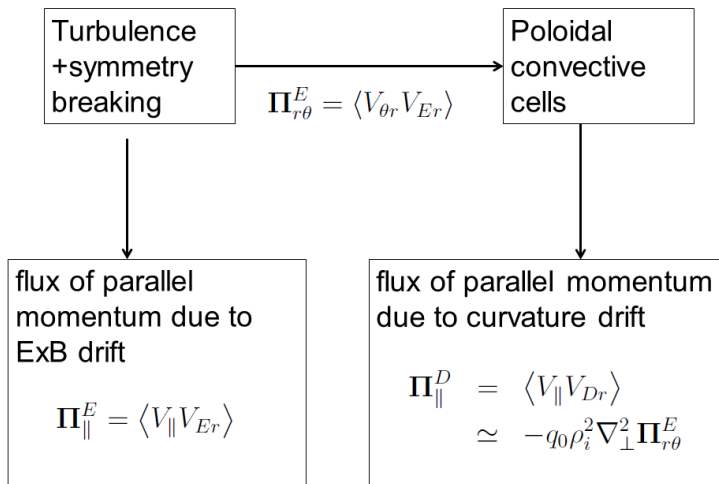 Turbulence
+symmetry
breaking
Π^E_{rθ} = ⟨V_{θr} V_{Er}⟩
Poloidal
convective
cells
flux of parallel
momentum due to
ExB drift
Π^E_∥ = ⟨V_∥ V_{Er}⟩
flux of parallel momentum
due to curvature drift
Π^D_∥ = ⟨V_∥ V_{Dr}⟩
≃ −q_0 ρ_i^2 ∇_⊥^2 Π^E_{rθ}